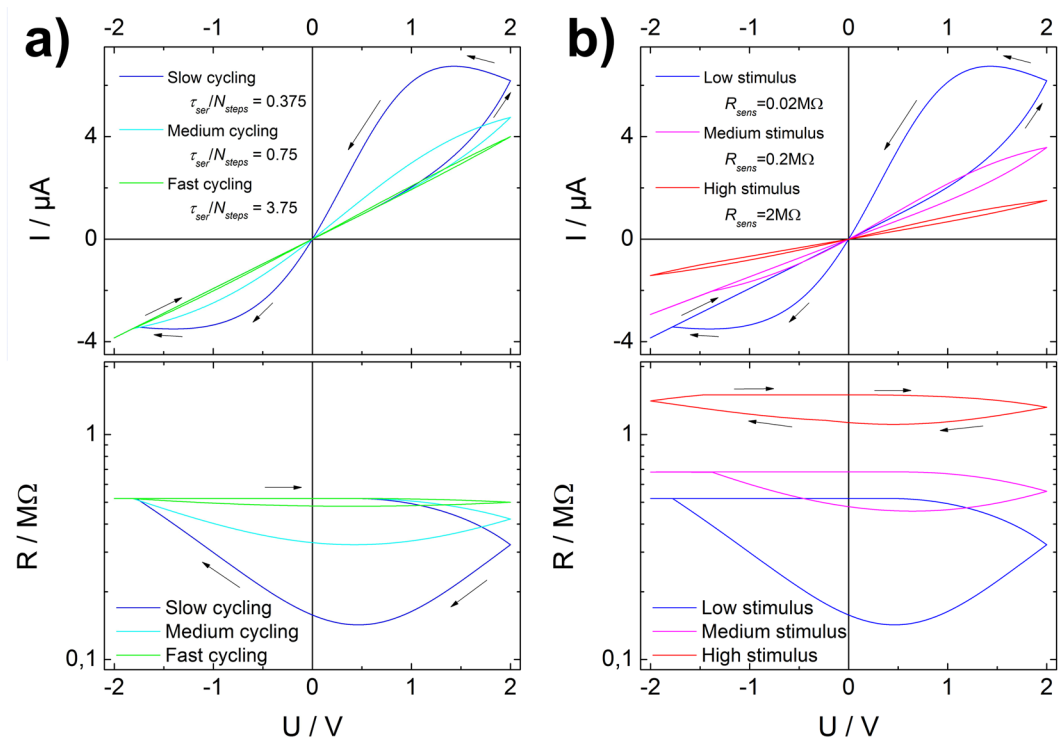 a)
-2 -1 0 1 2
I / µA
4
0
-4
Slow cycling
τser/Nsteps = 0.375
Medium cycling
τser/Nsteps = 0.75
Fast cycling
τser/Nsteps = 3.75
R / MΩ
1
0,1
Slow cycling
Medium cycling
Fast cycling
-2 -1 0 1 2
U / V
b)
-2 -1 0 1 2
I / µA
4
0
-4
Low stimulus
Rsens=0.02MΩ
Medium stimulus
Rsens=0.2MΩ
High stimulus
Rsens=2MΩ
R / MΩ
1
0,1
Low stimulus
Medium stimulus
High stimulus
-2 -1 0 1 2
U / V